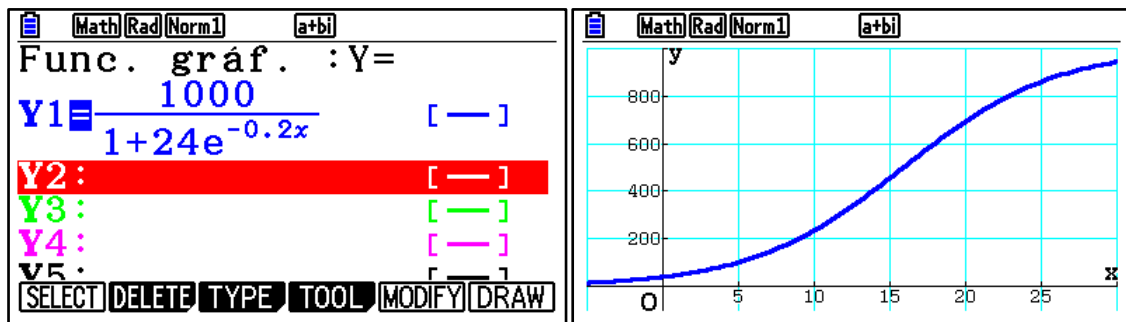 Math Rad Norm1 a+bi
Func. gráf. :Y=
Y1=1000/(1+24e^-0.2x) [—]
Y2: [—]
Y3: [—]
Y4: [—]
Y5: [—]
SELECT DELETE TYPE TOOL MODIFY DRAW
Math Rad Norm1 a+bi
y
800
600
400
200
x
O 5 10 15 20 25